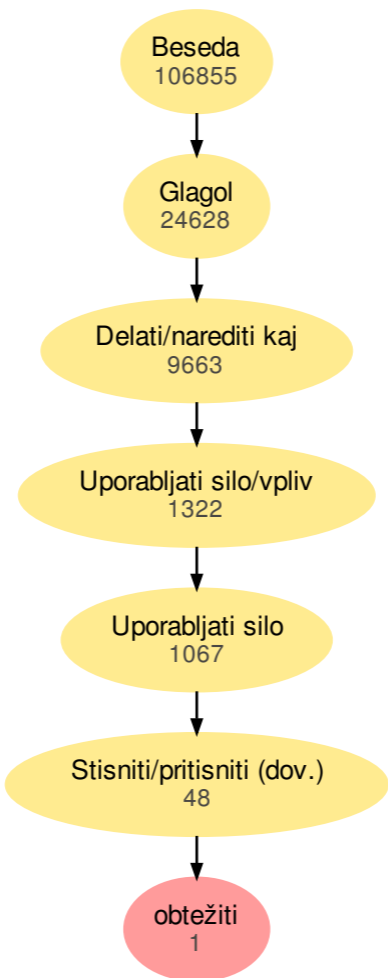 Beseda
106855
Glagol
24628
Delati/narediti kaj
9663
Uporabljati silo/vpliv
1322
Uporabljati silo
1067
Stisniti/pritisniti (dov.)
48
obtežiti
1